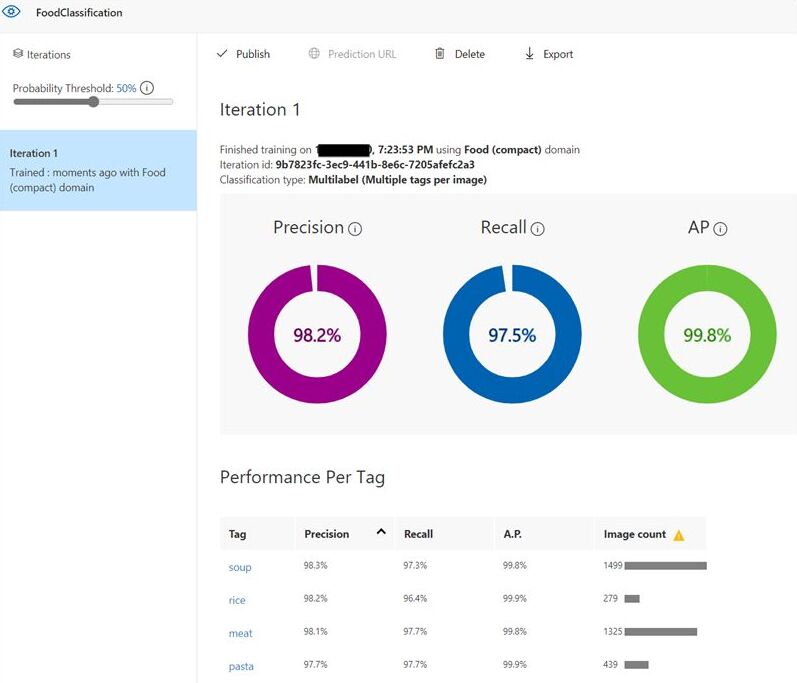 FoodClassification
Iterations
Probability Threshold: 50%
Iteration 1
Trained : moments ago with Food
(compact) domain
Publish
Prediction URL
Delete
Export
Iteration 1
Finished training on , 7:23:53 PM using Food (compact) domain
Iteration id: 9b7823fc-3ec9-441b-8e6c-7205afefc2a3
Classification type: Multilabel (Multiple tags per image)
Precision
Recall
AP
98.2%
97.5%
99.8%
Performance Per Tag
Tag Precision Recall A.P. Image count
soup 98.3% 97.3% 99.8% 1499
rice 98.2% 96.4% 99.9% 279
meat 98.1% 97.7% 99.8% 1325
pasta 97.7% 97.7% 99.9% 439